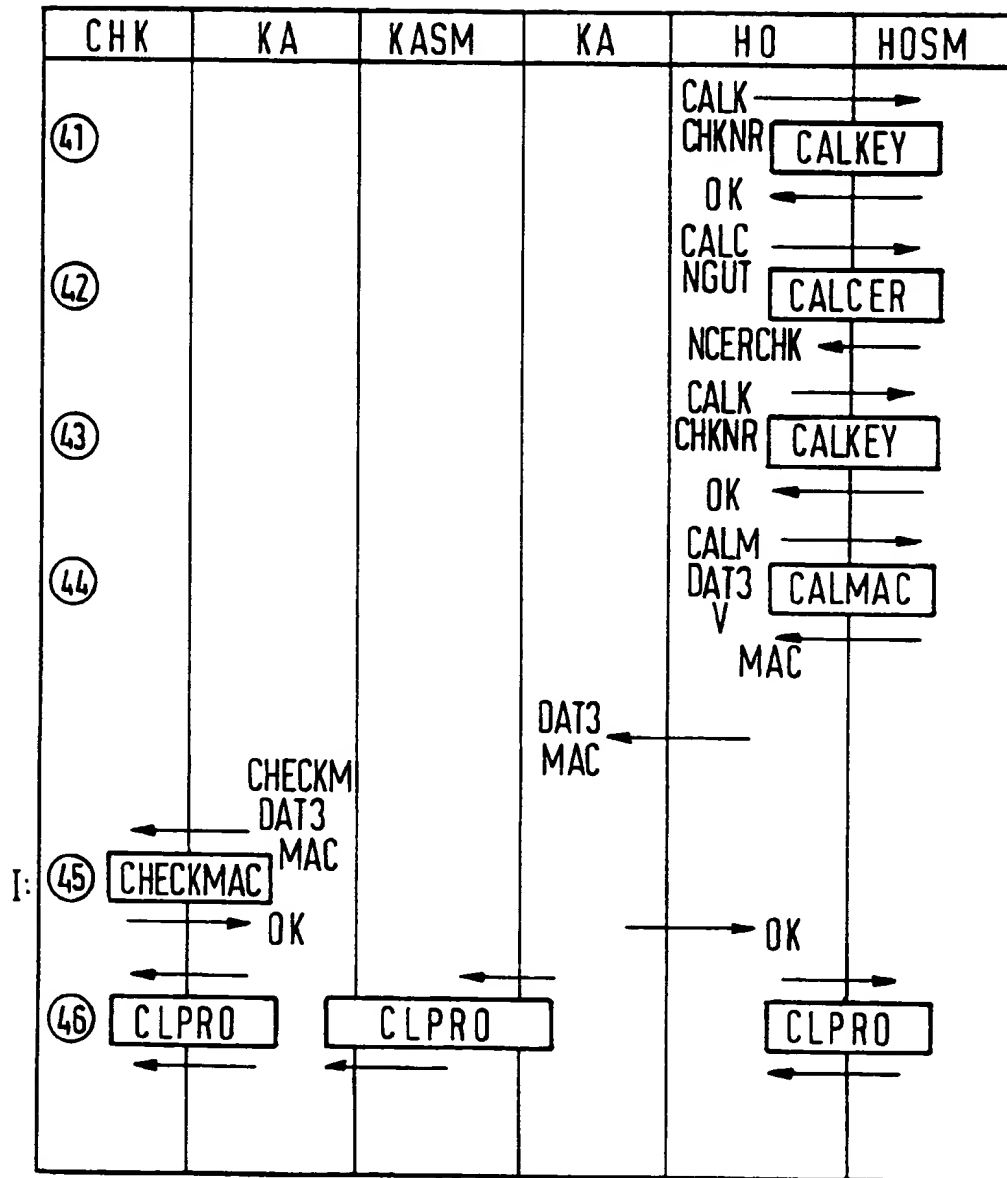 CHK KA KASM KA HO HOSM
CALK
41 CHKNR CALKEY
OK
CALC
42 NGUT CALCER
NCERCHK
CALK
43 CHKNR CALKEY
OK
CALM
44 DAT3 CALMAC
V
MAC
DAT3
MAC
CHECKM
DAT3
MAC
I: 45 CHECKMAC
OK OK
46 CLPRO CLPRO CLPRO